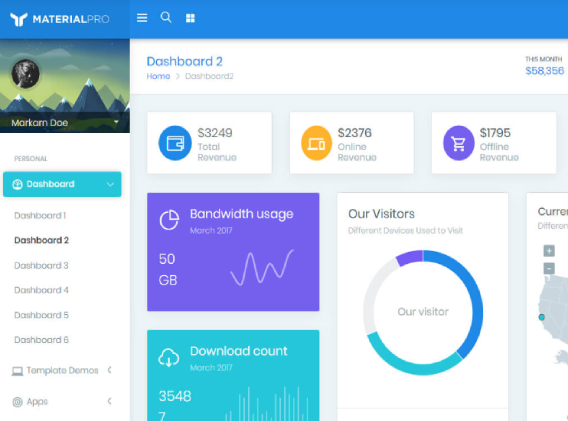 MATERIALPRO
Dashboard 2
Home > Dashboard2
THIS MONTH
$58,356
Markarn Doe
PERSONAL
Dashboard
Dashboard 1
Dashboard 2
Dashboard 3
Dashboard 4
Dashboard 5
Dashboard 6
Template Demos
Apps
$3249
Total
Revenue
$2376
Online
Revenue
$1795
Offline
Revenue
Bandwidth usage
March 2017
50
GB
Download count
March 2017
3548
7
Our Visitors
Different Devices Used to Visit
Our visitor
Curre
Differen
+
-